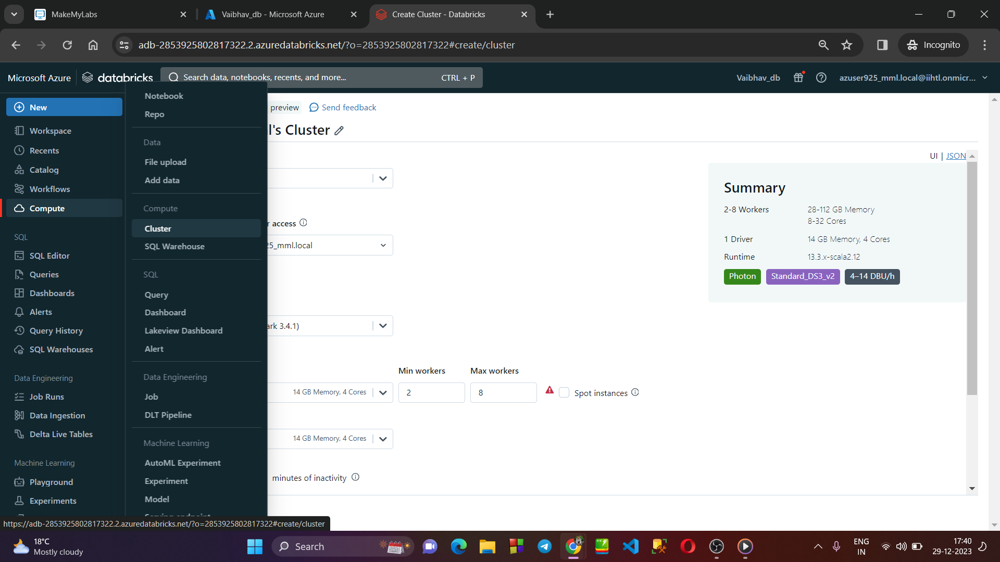 MakeMyLabs
Vaibhav_db - Microsoft Azure
Create Cluster - Databricks
adb-2853925802817322.2.azuredatabricks.net/?o=2853925802817322#create/cluster
Incognito
Microsoft Azure
databricks
Search data, notebooks, recents, and more...
CTRL + P
Vaibhav_db
azuser925_mml.local@iihtl.onmicr...
New
Workspace
Recents
Catalog
Workflows
Compute
SQL
SQL Editor
Queries
Dashboards
Alerts
Query History
SQL Warehouses
Data Engineering
Job Runs
Data Ingestion
Delta Live Tables
Machine Learning
Playground
Experiments
Notebook
Repo
Data
File upload
Add data
Compute
Cluster
SQL Warehouse
SQL
Query
Dashboard
Lakeview Dashboard
Alert
Data Engineering
Job
DLT Pipeline
Machine Learning
AutoML Experiment
Experiment
Model
preview
Send feedback
l's Cluster
UI | JSON
r access
25_mml.local
ark 3.4.1)
Min workers
Max workers
14 GB Memory, 4 Cores
2
8
Spot instances
14 GB Memory, 4 Cores
minutes of inactivity
Summary
2-8 Workers
28-112 GB Memory
8-32 Cores
1 Driver
14 GB Memory, 4 Cores
Runtime
13.3.x-scala2.12
Photon
Standard_DS3_v2
4–14 DBU/h
https://adb-2853925802817322.2.azuredatabricks.net/?o=2853925802817322#create/cluster
18°C
Mostly cloudy
Search
ENG
IN
17:40
29-12-2023